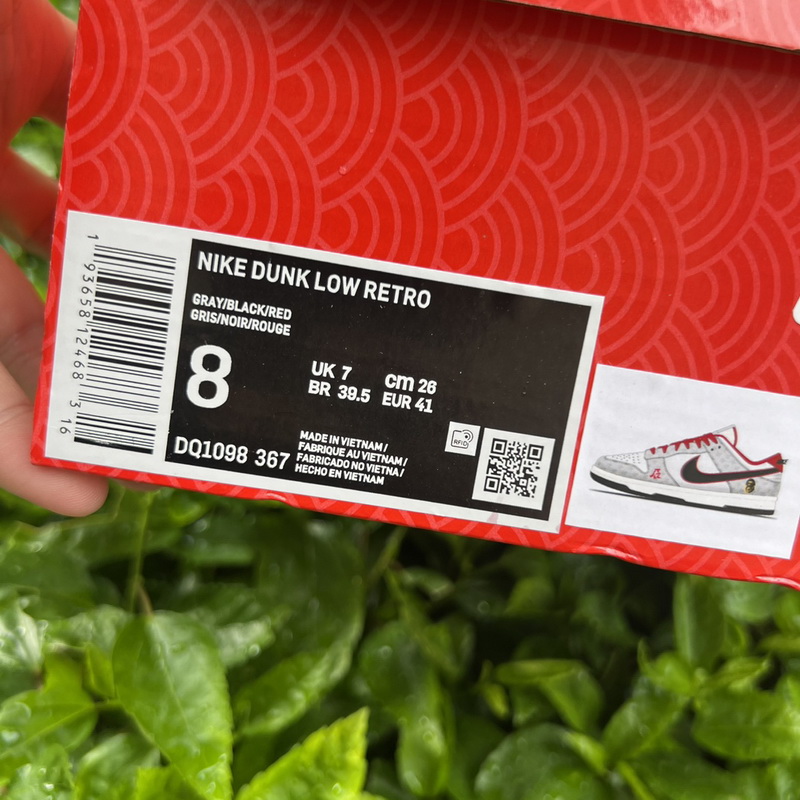 1 93658 12468 3 16
NIKE DUNK LOW RETRO
GRAY/BLACK/RED
GRIS/NOIR/ROUGE
8
UK 7 cm 26
BR 39.5 EUR 41
DQ1098 367
MADE IN VIETNAM/
FABRIQUE AU VIETNAM/
FABRICADO NO VIETNA/
HECHO EN VIETNAM
RFID